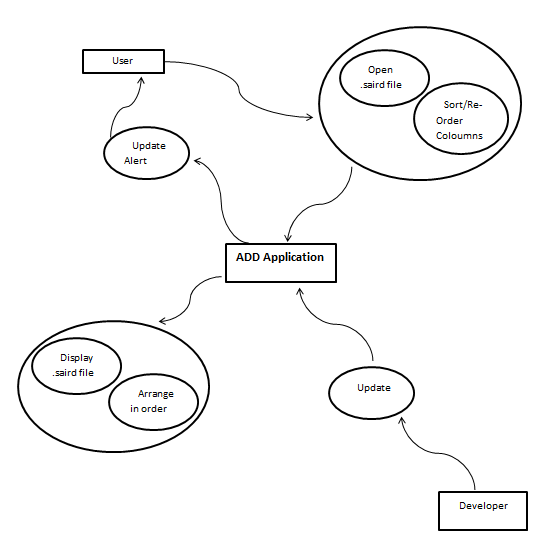 User
Open
.saird file
Sort/Re-
Order
Coloumns
Update
Alert
ADD Application
Display
.saird file
Arrange
in order
Update
Developer